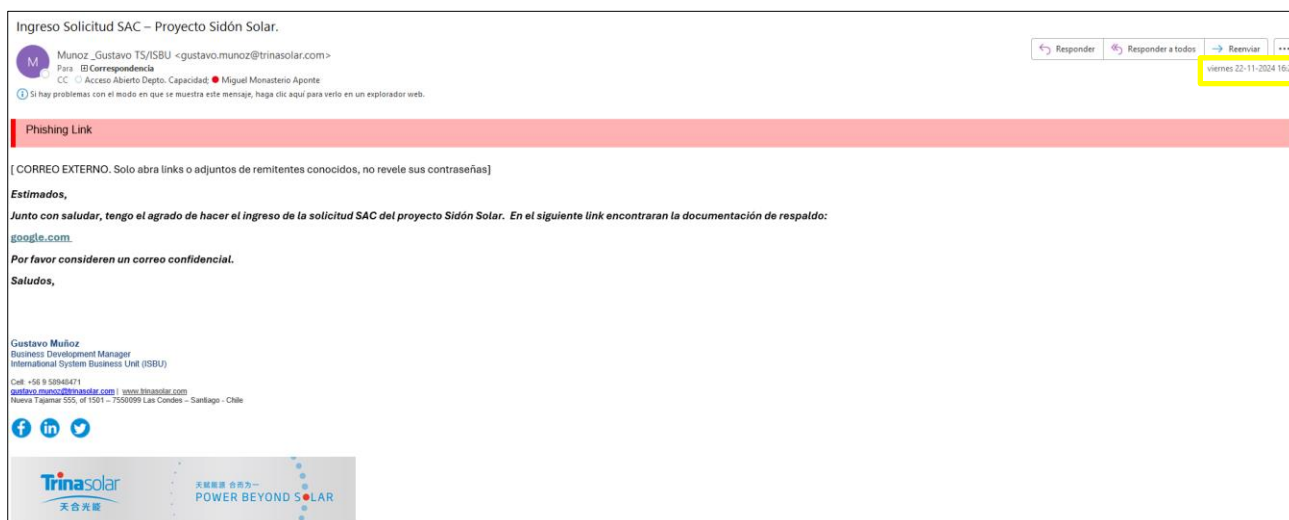 Ingreso Solicitud SAC – Proyecto Sidón Solar.
M
Munoz _Gustavo TS/ISBU <gustavo.munoz@trinasolar.com>
Para Correspondencia
CC Acceso Abierto Depto. Capacidad; Miguel Monasterio Aponte
Si hay problemas con el modo en que se muestra este mensaje, haga clic aquí para verlo en un explorador web.
Responder Responder a todos Reenviar ...
viernes 22-11-2024 16:
Phishing Link
[ CORREO EXTERNO. Solo abra links o adjuntos de remitentes conocidos, no revele sus contraseñas]
Estimados,
Junto con saludar, tengo el agrado de hacer el ingreso de la solicitud SAC del proyecto Sidón Solar. En el siguiente link encontraran la documentación de respaldo:
google.com
Por favor consideren un correo confidencial.
Saludos,
Gustavo Muñoz
Business Development Manager
International System Business Unit (ISBU)
Cell: +56 9 58948471
gustavo.munoz@trinasolar.com | www.trinasolar.com
Nueva Tajamar 555, of 1501 – 7550099 Las Condes – Santiago - Chile
Trinasolar
天合光能
天赋能源 合而为一
POWER BEYOND SOLAR